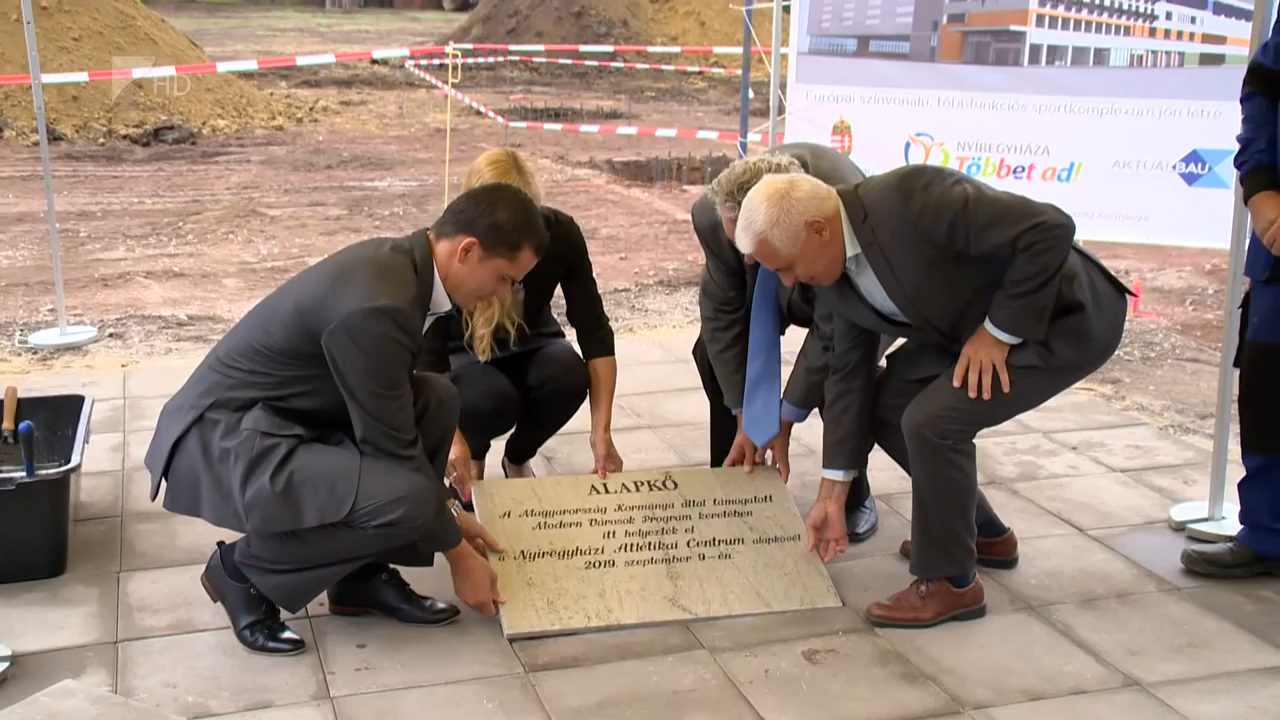 HD
Európai színvonalú, többfunkciós sportkomplexum jön létre
NYÍREGYHÁZA
Többet ad!
AKTUÁL BAU
ALAPKŐ
A Magyarország Kormánya által támogatott
Modern Városok Program keretében
itt helyezték el
a Nyíregyházi Atlétikai Centrum alapkövét
2019. szeptember 9-én